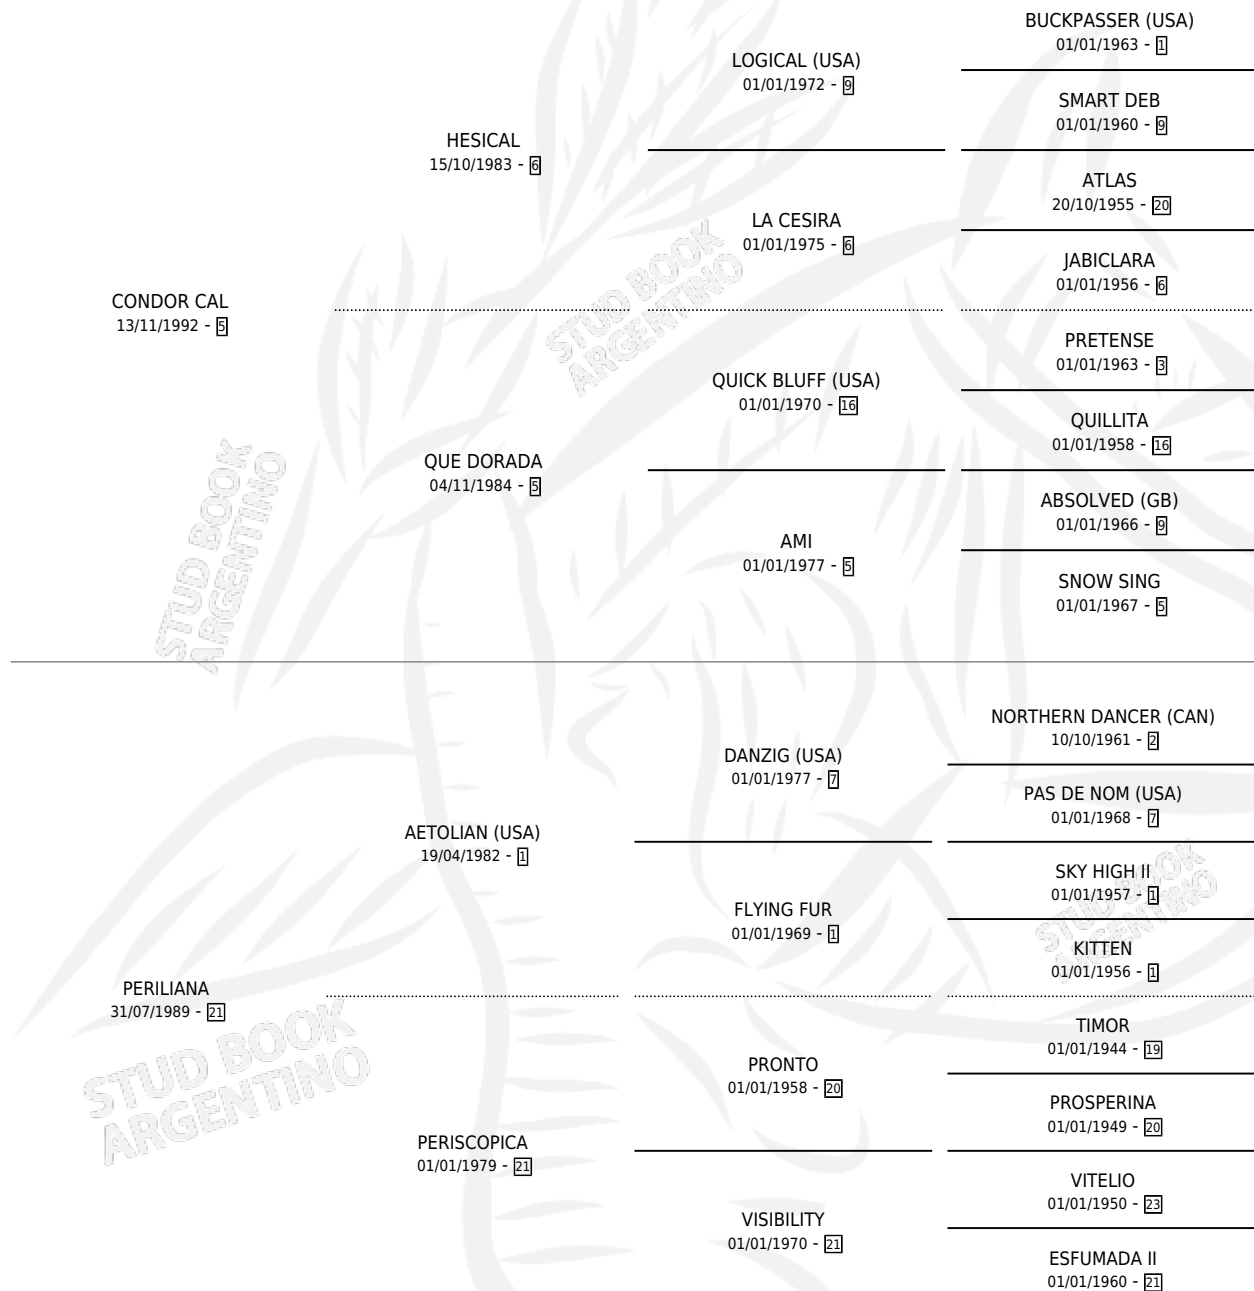 BUCKPASSER (USA)
01/01/1963 - 1
LOGICAL (USA)
01/01/1972 - 9
SMART DEB
01/01/1960 - 9
HESICAL
15/10/1983 - 6
ATLAS
20/10/1955 - 20
LA CESIRA
01/01/1975 - 6
JABICLARA
01/01/1956 - 6
CONDOR CAL
13/11/1992 - 5
STUD BOOK
ARGENTINO
PRETENSE
01/01/1963 - 3
QUICK BLUFF (USA)
01/01/1970 - 16
QUILLITA
01/01/1958 - 16
QUE DORADA
04/11/1984 - 5
ABSOLVED (GB)
01/01/1966 - 9
AMI
01/01/1977 - 5
SNOW SING
01/01/1967 - 5
STUD BOOK
ARGENTINO
NORTHERN DANCER (CAN)
10/10/1961 - 2
DANZIG (USA)
01/01/1977 - 7
PAS DE NOM (USA)
01/01/1968 - 7
AETOLIAN (USA)
19/04/1982 - 1
SKY HIGH II
01/01/1957 - 1
FLYING FUR
01/01/1969 - 1
STUD BOOK
ARGENTINO
KITTEN
01/01/1956 - 1
PERILIANA
31/07/1989 - 21
TIMOR
01/01/1944 - 19
PRONTO
01/01/1958 - 20
STUD BOOK
ARGENTINO
PROSPERINA
01/01/1949 - 20
PERISCOPICA
01/01/1979 - 21
VITELIO
01/01/1950 - 23
VISIBILITY
01/01/1970 - 21
ESFUMADA II
01/01/1960 - 21